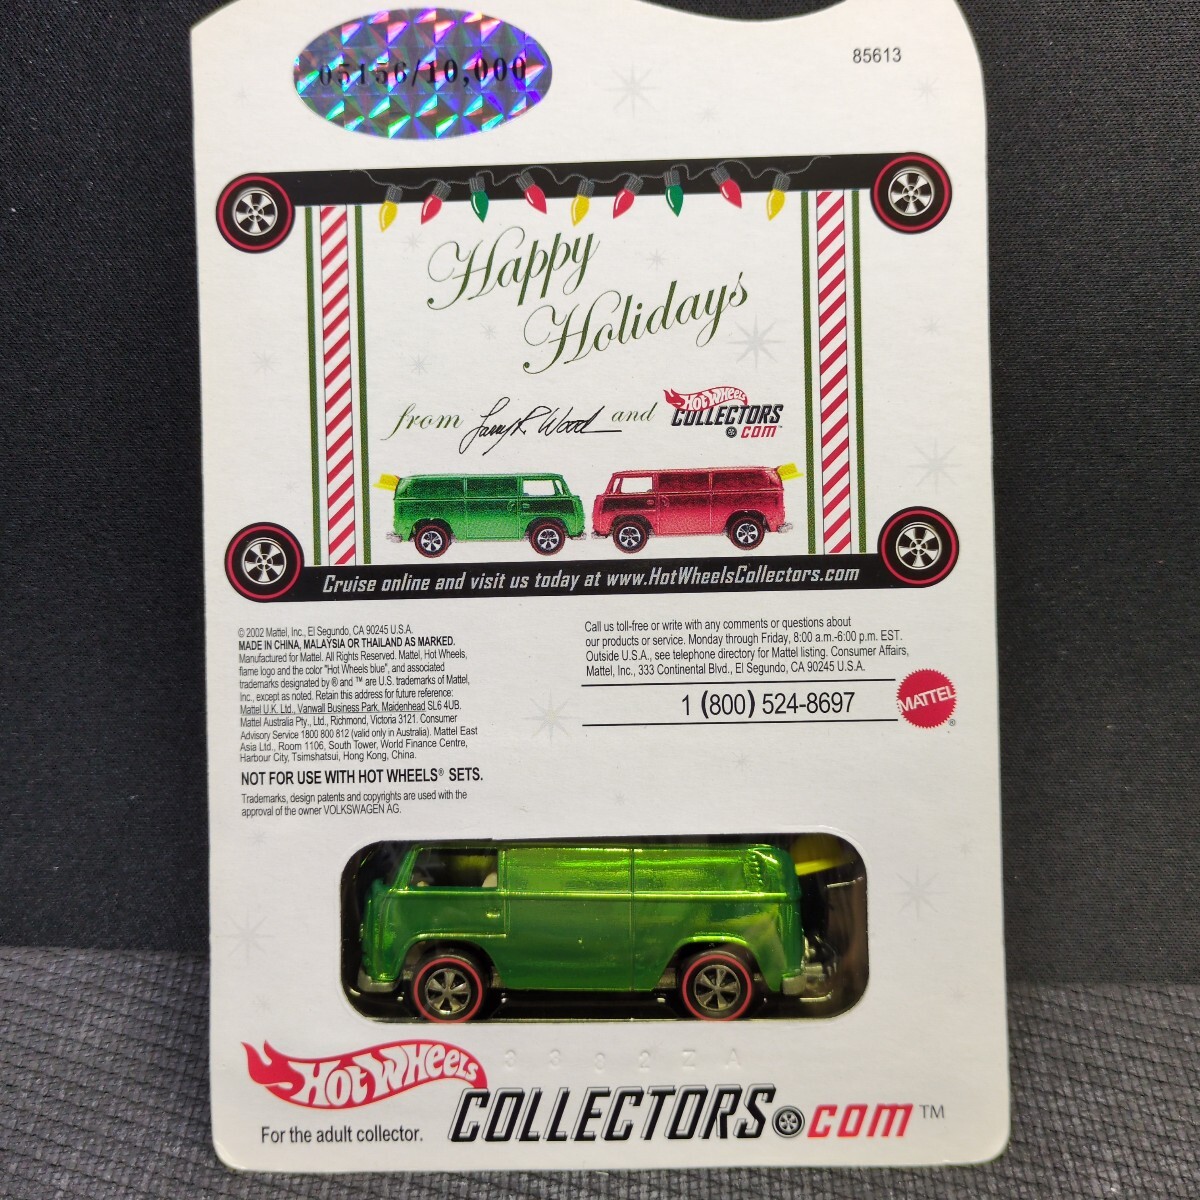 05156/10,000
85613
Happy
Holidays
from Larry R. Wood and Hot Wheels
COLLECTORS
.com™
Cruise online and visit us today at www.HotWheelsCollectors.com
© 2002 Mattel, Inc., El Segundo, CA 90245 U.S.A.
MADE IN CHINA, MALAYSIA OR THAILAND AS MARKED.
Manufactured for Mattel. All Rights Reserved. Mattel, Hot Wheels,
flame logo and the color "Hot Wheels blue", and associated
trademarks designated by ® and ™ are U.S. trademarks of Mattel,
Inc., except as noted. Retain this address for future reference:
Mattel U.K. Ltd., Vanwall Business Park, Maidenhead SL6 4UB.
Mattel Australia Pty., Ltd., Richmond, Victoria 3121. Consumer
Advisory Service 1800 800 812 (valid only in Australia). Mattel East
Asia Ltd., Room 1106, South Tower, World Finance Centre,
Harbour City, Tsimshatsui, Hong Kong, China.
NOT FOR USE WITH HOT WHEELS® SETS.
Trademarks, design patents and copyrights are used with the
approval of the owner VOLKSWAGEN AG.
Call us toll-free or write with any comments or questions about
our products or service. Monday through Friday, 8:00 a.m.-6:00 p.m. EST.
Outside U.S.A., see telephone directory for Mattel listing. Consumer Affairs,
Mattel, Inc., 333 Continental Blvd., El Segundo, CA 90245 U.S.A.
1 (800) 524-8697
MATTEL®
3392ZA
Hot Wheels
COLLECTORS.com™
For the adult collector.